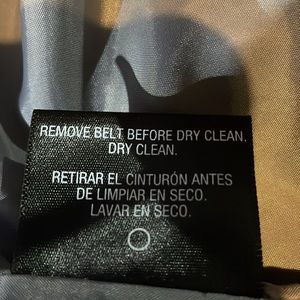 REMOVE BELT BEFORE DRY CLEAN.
DRY CLEAN.
RETIRAR EL CINTURÓN ANTES
DE LIMPIAR EN SECO.
LAVAR EN SECO.